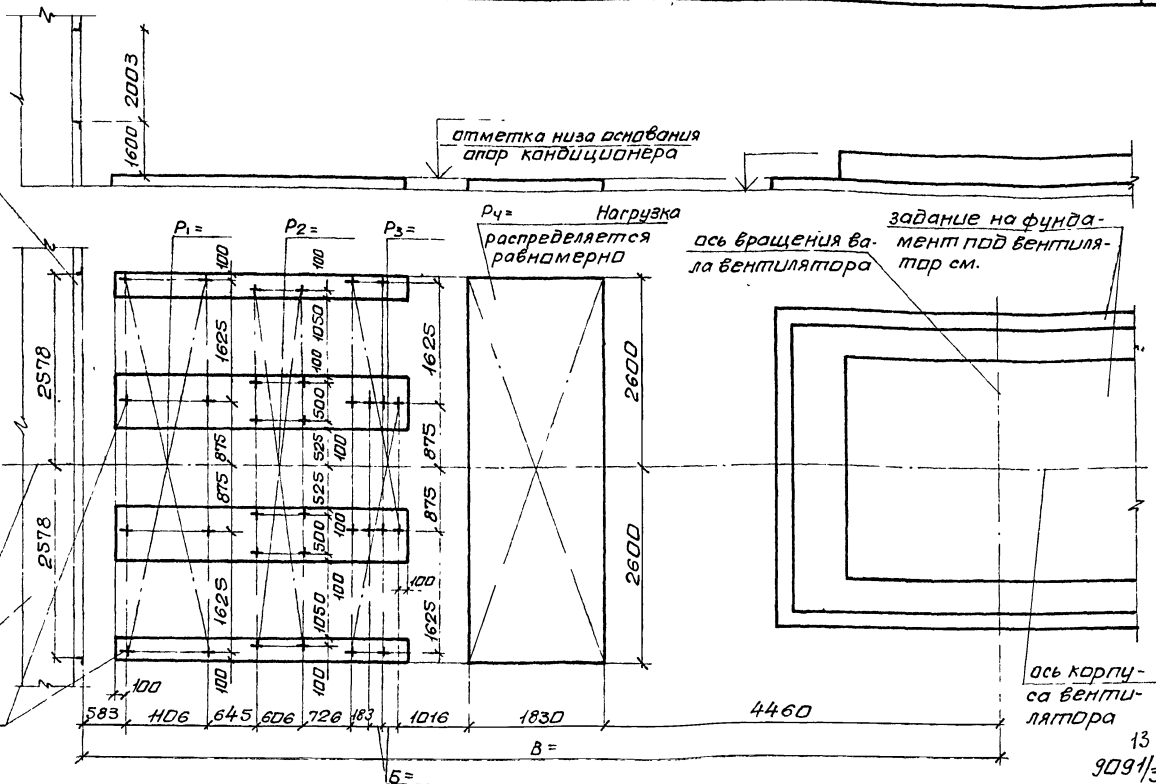 2003
1600
отметка низа основания
опор кондиционера
P1=
P2=
P3=
P4= Нагрузка
распределяется
равномерно
ось вращения ва-
ла вентилятора
задание на фунда-
мент под вентиля-
тор см.
100
100
1625
1050
100
1625
2578
2600
500
875
525
100
875
875
525
875
2578
500
100
2600
100
100
1625
1050
1625
100
100
100
583
1106
645
606
726
183
1016
1830
4460
ось корпу-
са венти-
лятора
В =
Б =
13
9091/3